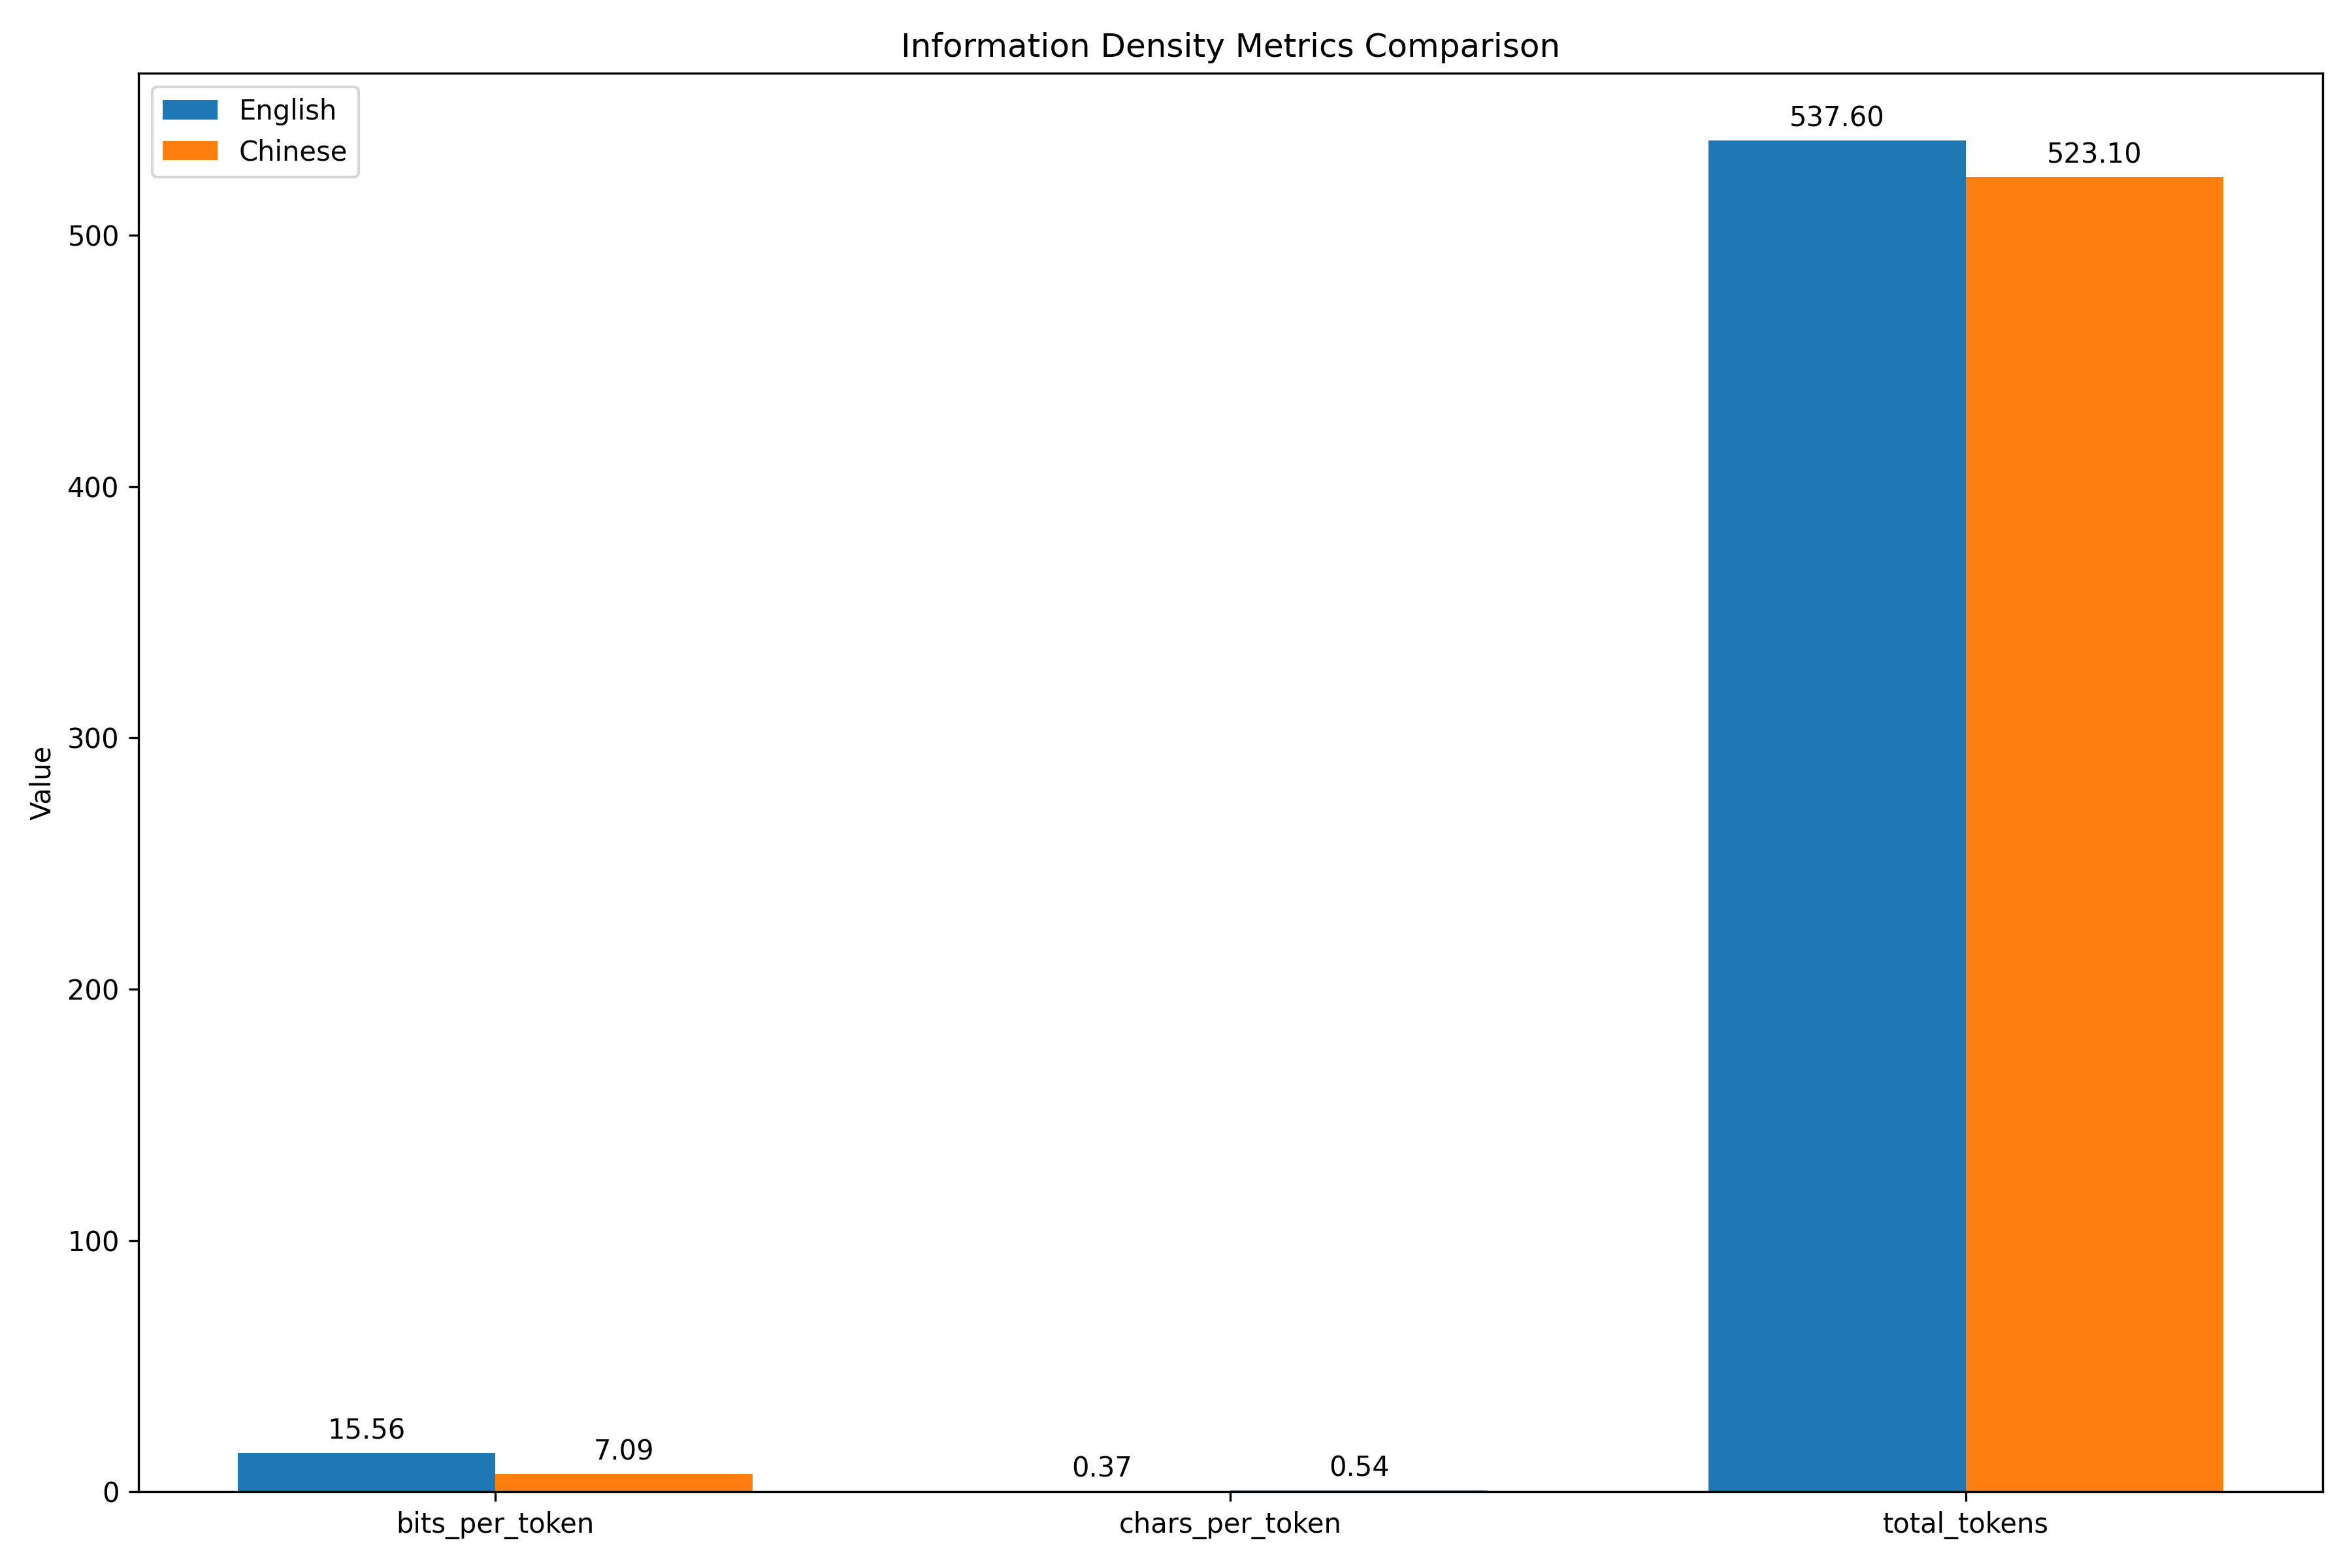 Information Density Metrics Comparison
English
Chinese
Value
500
400
300
200
100
0
15.56
7.09
0.37
0.54
537.60
523.10
bits_per_token
chars_per_token
total_tokens